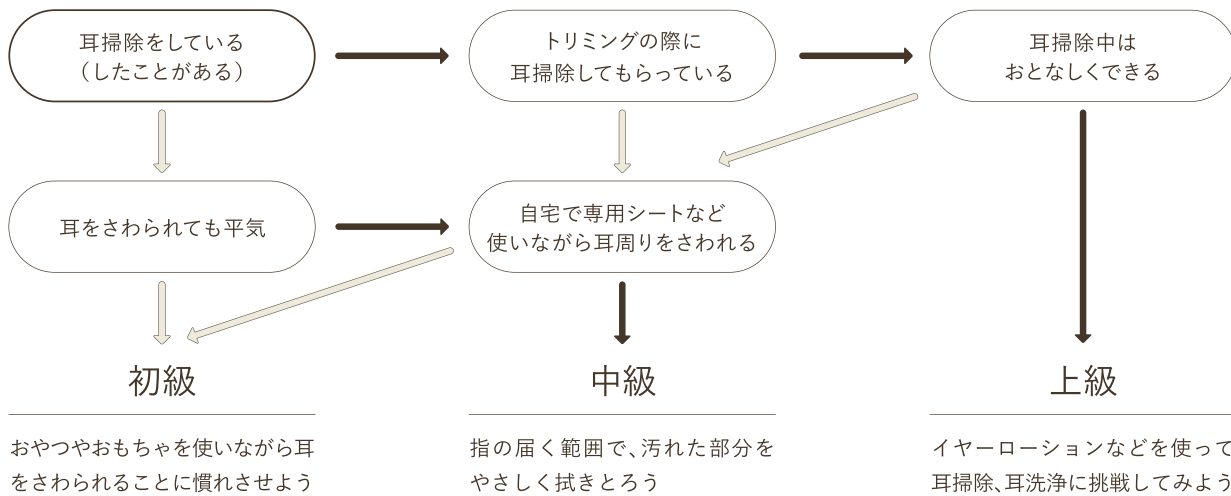 耳掃除をしている
（したことがある）
トリミングの際に
耳掃除してもらっている
耳掃除中は
おとなしくできる
耳をさわられても平気
自宅で専用シートなど
使いながら耳周りをさわれる
初級
おやつやおもちゃを使いながら耳
をさわられることに慣れさせよう
中級
指の届く範囲で、汚れた部分を
やさしく拭きとろう
上級
イヤーローションなどを使って
耳掃除、耳洗浄に挑戦してみよう